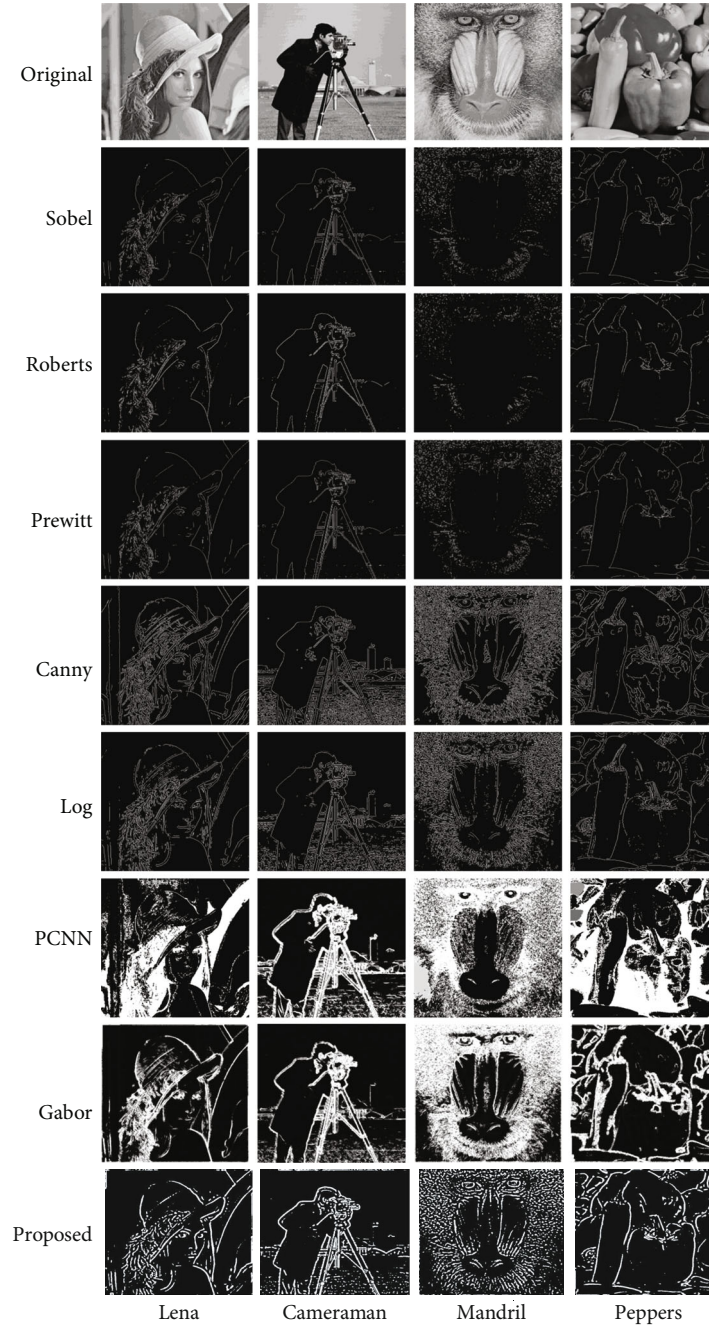 Original
Sobel
Roberts
Prewitt
Canny
Log
PCNN
Gabor
Proposed
Lena Cameraman Mandril Peppers